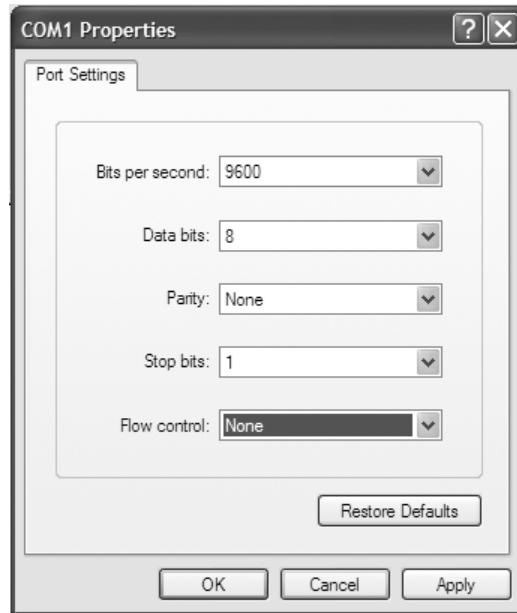 COM1 Properties
Port Settings
Bits per second: 9600
Data bits: 8
Parity: None
Stop bits: 1
Flow control: None
Restore Defaults
OK Cancel Apply